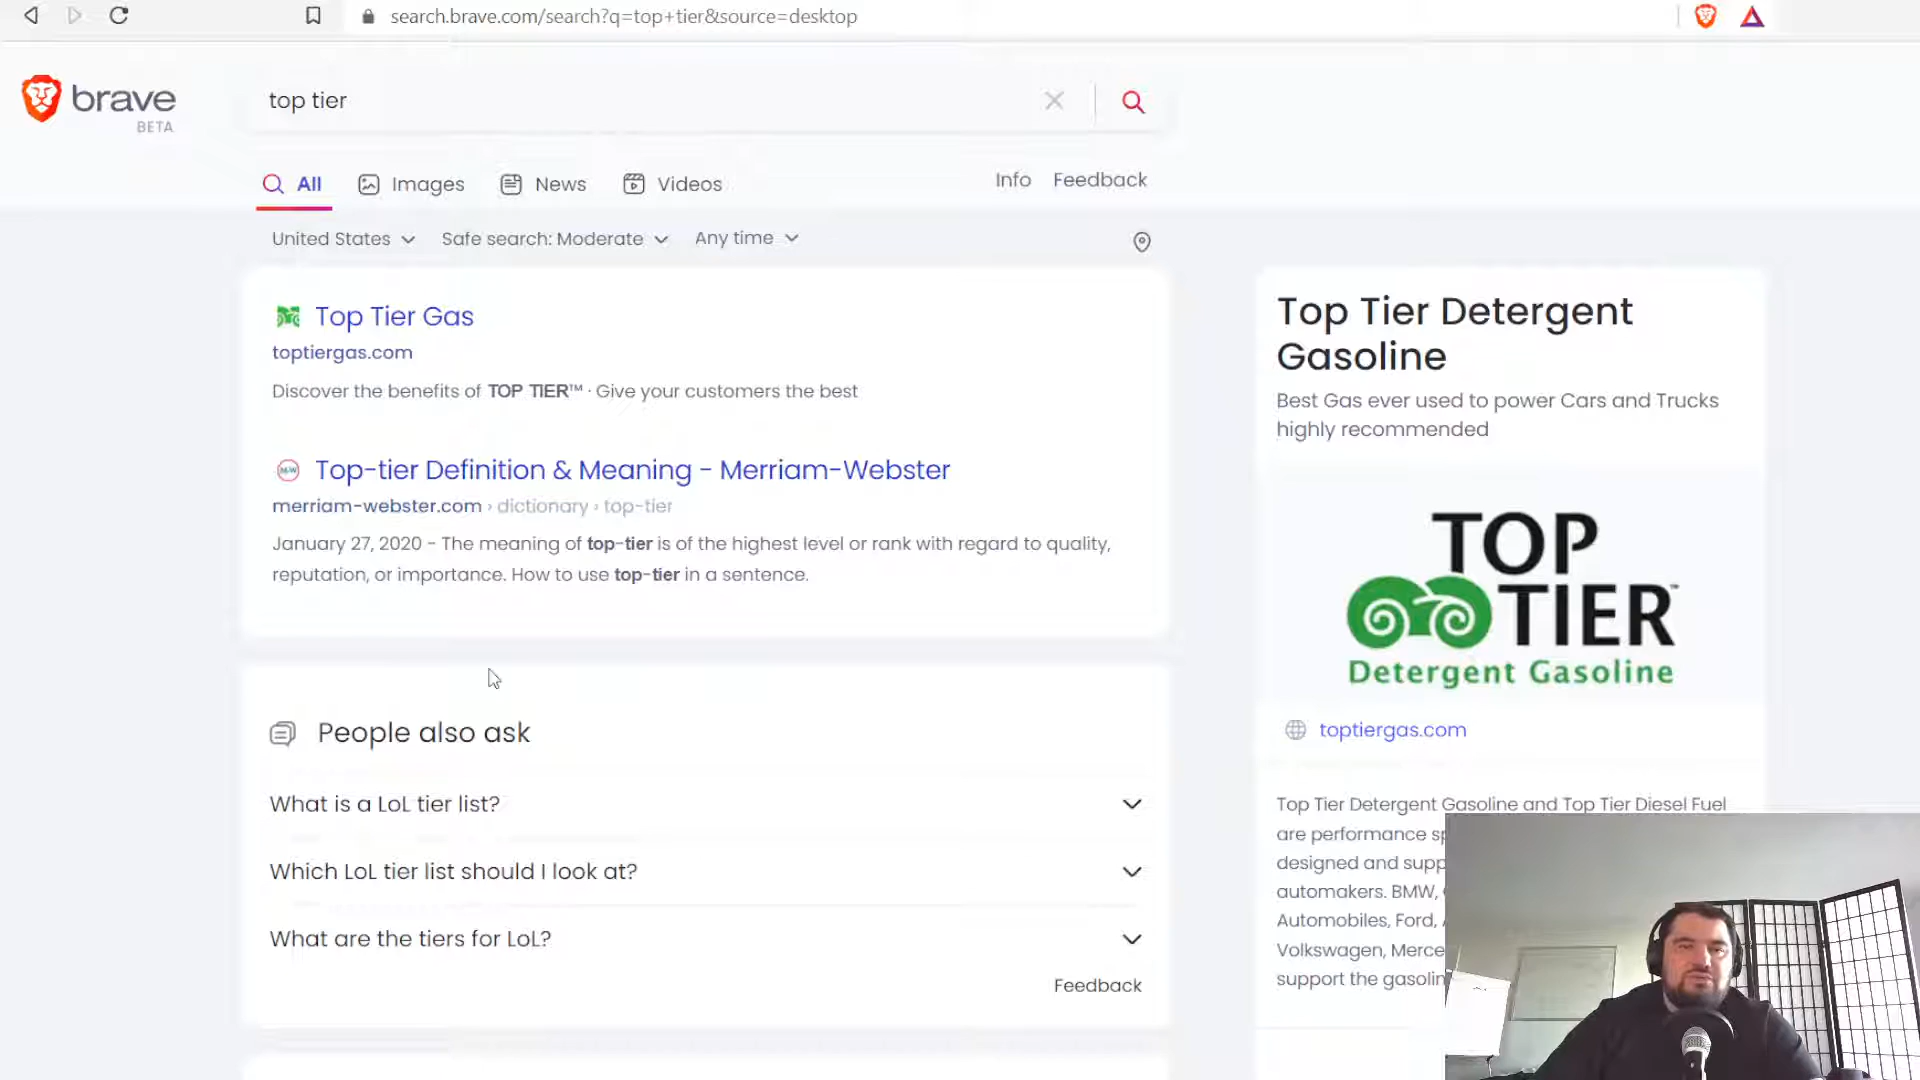 search.brave.com/search?q=top+tier&source=desktop
brave
BETA
top tier
All
Images
News
Videos
Info
Feedback
United States
Safe search: Moderate
Any time
Top Tier Gas
toptiergas.com
Discover the benefits of TOP TIER™ · Give your customers the best
Top-tier Definition & Meaning - Merriam-Webster
merriam-webster.com › dictionary › top-tier
January 27, 2020 - The meaning of top-tier is of the highest level or rank with regard to quality,
reputation, or importance. How to use top-tier in a sentence.
People also ask
What is a LoL tier list?
Which LoL tier list should I look at?
What are the tiers for LoL?
Feedback
Top Tier Detergent
Gasoline
Best Gas ever used to power Cars and Trucks
highly recommended
TOP
TIER™
Detergent Gasoline
toptiergas.com
Top Tier Detergent Gasoline and Top Tier Diesel Fuel
are performance
designed and
automakers. BMW,
Automobiles, Ford,
Volkswagen,
support the